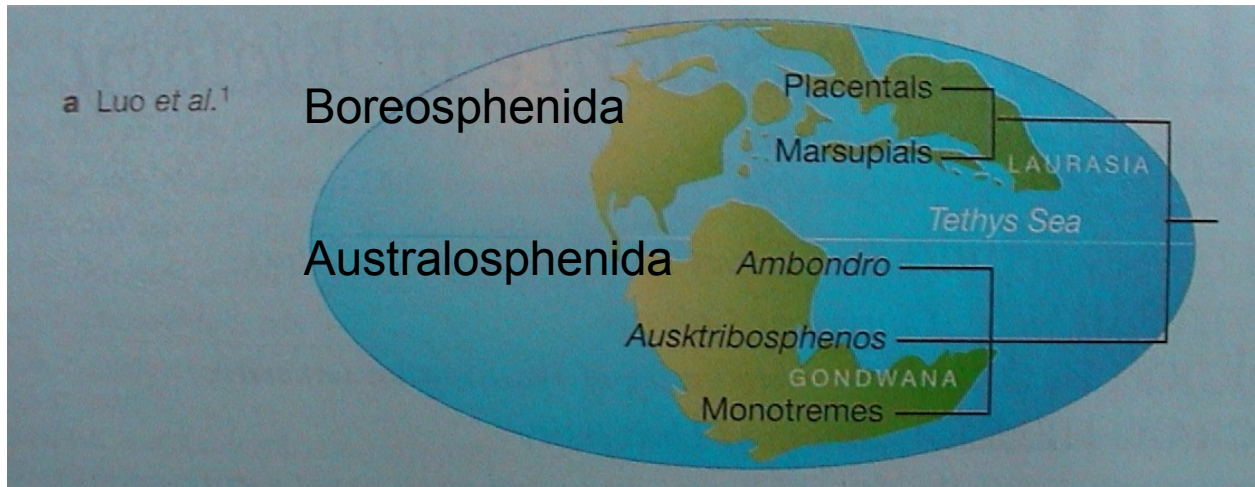 a Luo et al.¹
Boreosphenida
Placentals
Marsupials
LAURASIA
Tethys Sea
Australosphenida
Ambondro
Ausktribosphenos
GONDWANA
Monotremes